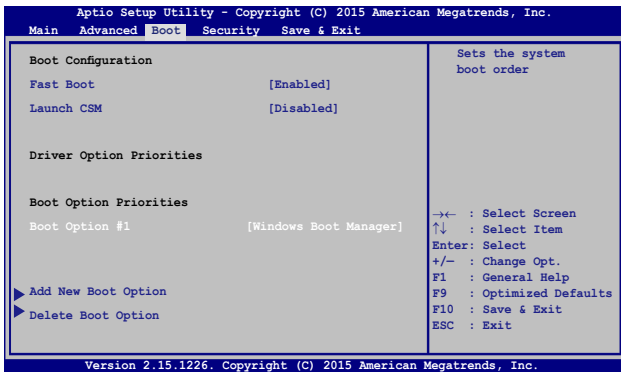 Aptio Setup Utility - Copyright (C) 2015 American Megatrends, Inc.
Main Advanced Boot Security Save & Exit
Boot Configuration
Fast Boot [Enabled]
Launch CSM [Disabled]
Driver Option Priorities
Boot Option Priorities
Boot Option #1 [Windows Boot Manager]
Add New Boot Option
Delete Boot Option
Sets the system
boot order
→← : Select Screen
↑↓ : Select Item
Enter: Select
+/— : Change Opt.
F1 : General Help
F9 : Optimized Defaults
F10 : Save & Exit
ESC : Exit
Version 2.15.1226. Copyright (C) 2015 American Megatrends, Inc.